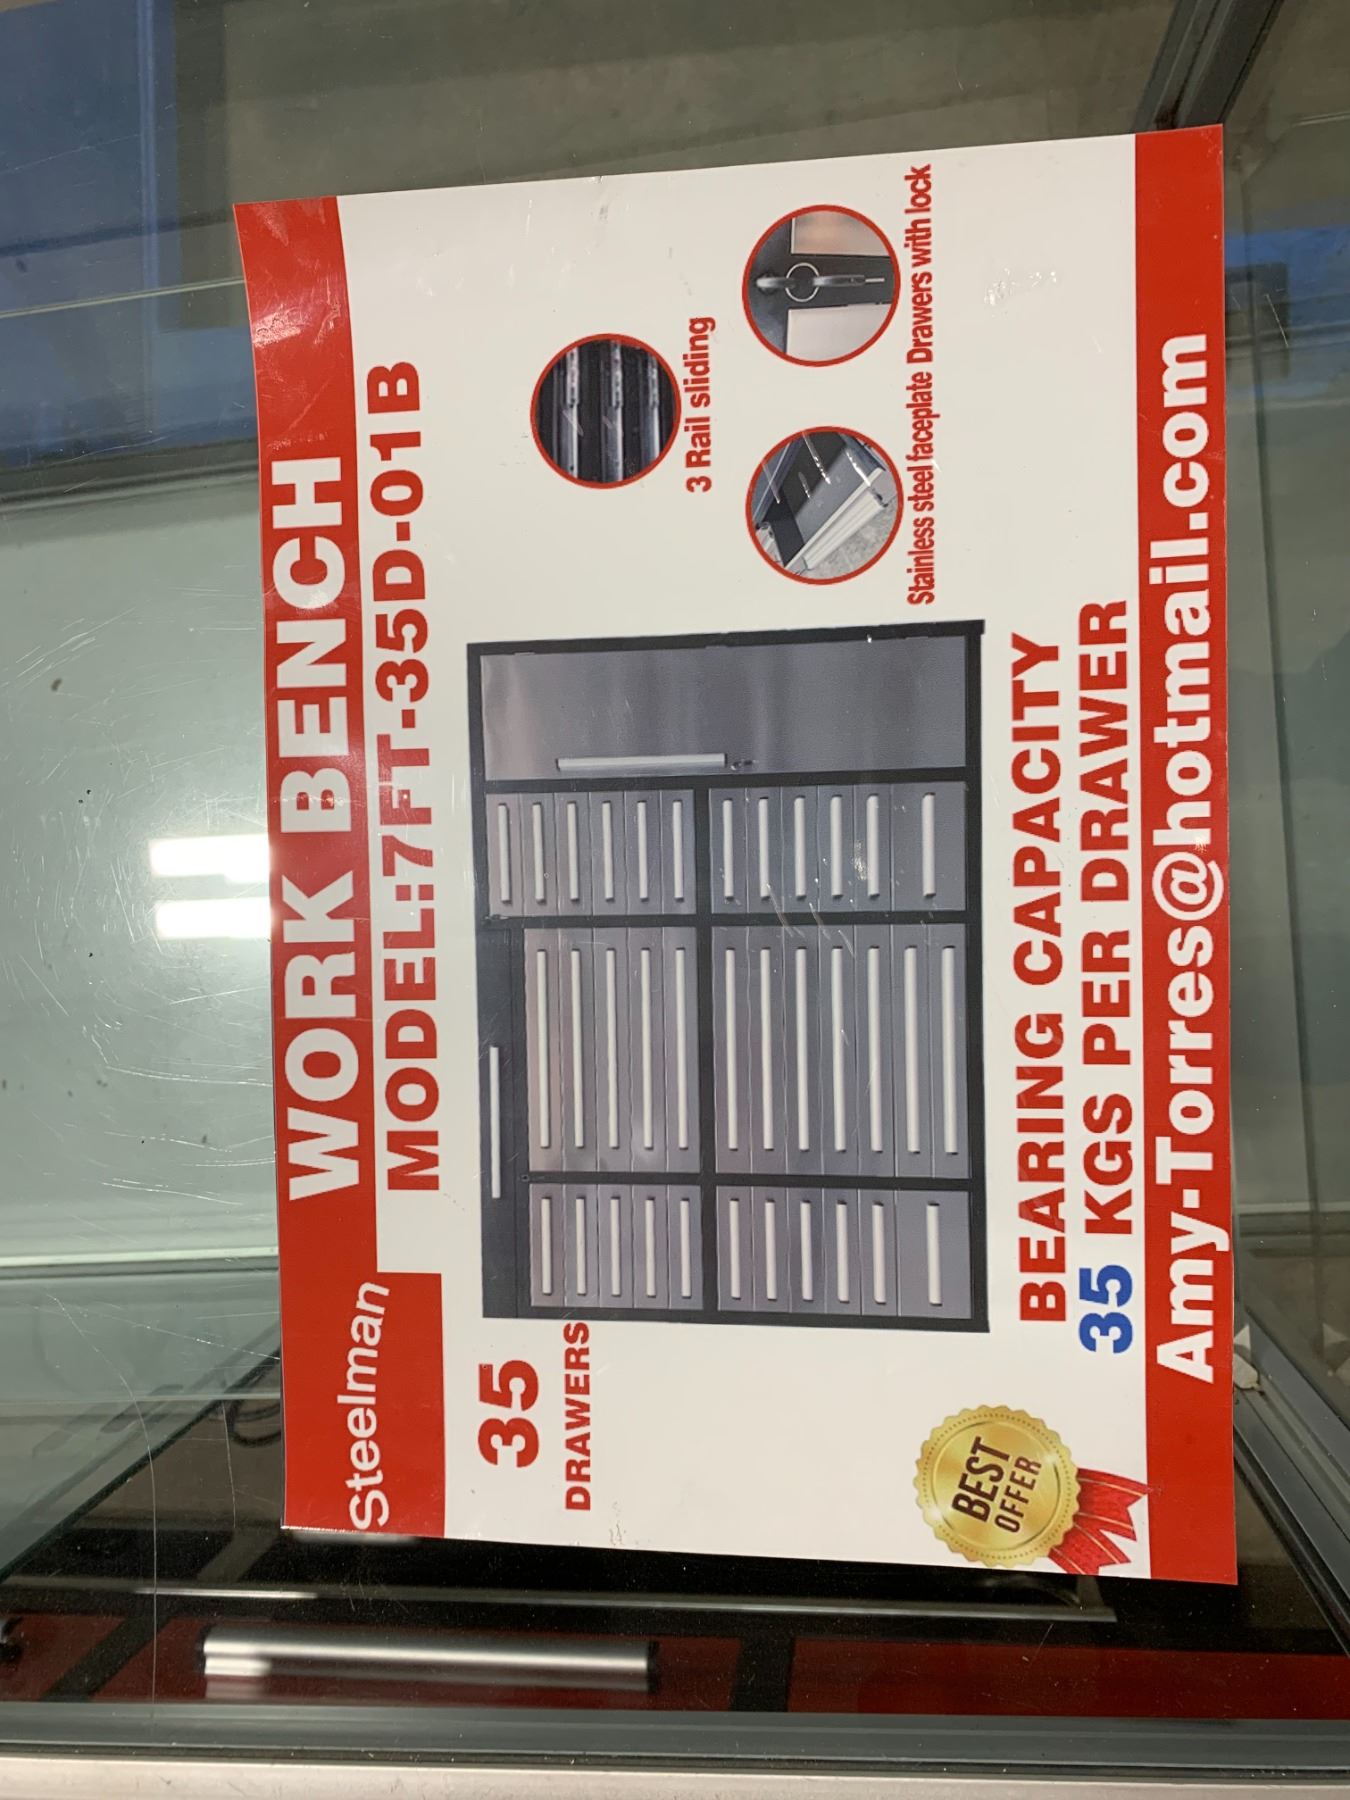 Steelman
WORK BENCH
MODEL:7FT-35D-01B
35
DRAWERS
3 Rail sliding
Stainless steel faceplate Drawers with lock
BEST
OFFER
BEARING CAPACITY
35 KGS PER DRAWER
Amy-Torres@hotmail.com